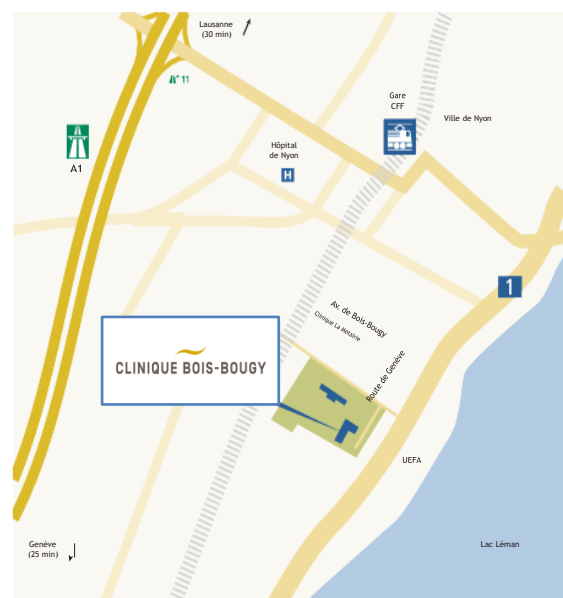 Lausanne
(30 min)
11
Gare
CFF
Ville de Nyon
A1
Hôpital
de Nyon
H
1
Av. de Bois-Bougy
Clinique La Métairie
CLINIQUE BOIS-BOUGY
Route de Genève
UEFA
Genève
(25 min)
Lac Léman